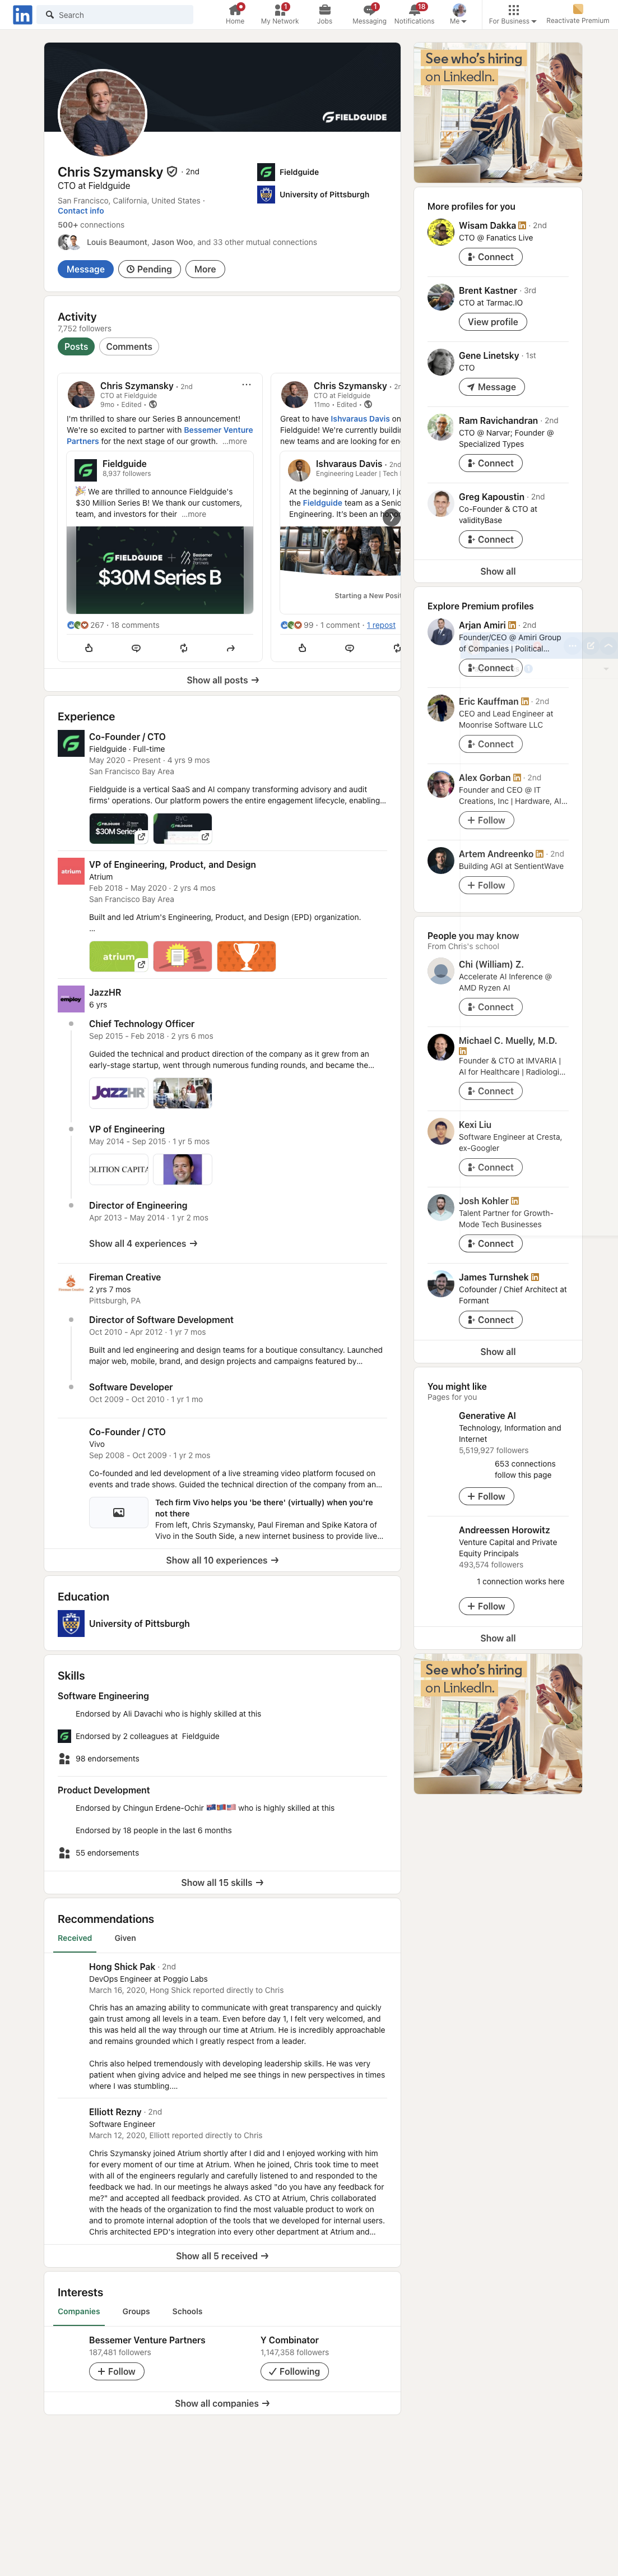 in
Search
Home
1
My Network
Jobs
1
Messaging
18
Notifications
Me
For Business
Reactivate Premium
FIELDGUIDE
Chris Szymansky · 2nd
CTO at Fieldguide
San Francisco, California, United States ·
Contact info
500+ connections
Louis Beaumont, Jason Woo, and 33 other mutual connections
Fieldguide
University of Pittsburgh
Message
Pending
More
Activity
7,752 followers
Posts
Comments
Chris Szymansky • 2nd
CTO at Fieldguide
9mo • Edited •
I'm thrilled to share our Series B announcement!
We're so excited to partner with Bessemer Venture
Partners for the next stage of our growth. ...more
Fieldguide
8,937 followers
We are thrilled to announce Fieldguide's
$30 Million Series B! We thank our customers,
team, and investors for their ...more
FIELDGUIDE
Bessemer
Venture
Partners
$30M Series B
267 · 18 comments
Chris Szymansky • 2n
CTO at Fieldguide
11mo • Edited •
Great to have Ishvaraus Davis on
Fieldguide! We're currently buildin
new teams and are looking for en
Ishvaraus Davis • 2nd
Engineering Leader | Tech
At the beginning of January, I jo
the Fieldguide team as a Senio
Engineering. It's been an
Starting a New Posit
99 · 1 comment · 1 repost
Show all posts →
Experience
Co-Founder / CTO
Fieldguide · Full-time
May 2020 - Present · 4 yrs 9 mos
San Francisco Bay Area
Fieldguide is a vertical SaaS and AI company transforming advisory and audit
firms' operations. Our platform powers the entire engagement lifecycle, enabling...
$30M Series B
atrium
VP of Engineering, Product, and Design
Atrium
Feb 2018 - May 2020 · 2 yrs 4 mos
San Francisco Bay Area
Built and led Atrium's Engineering, Product, and Design (EPD) organization.
...
atrium
employ
JazzHR
6 yrs
Chief Technology Officer
Sep 2015 - Feb 2018 · 2 yrs 6 mos
Guided the technical and product direction of the company as it grew from an
early-stage startup, went through numerous funding rounds, and became the...
JAZZHR
VP of Engineering
May 2014 - Sep 2015 · 1 yr 5 mos
OLITION CAPITA
Director of Engineering
Apr 2013 - May 2014 · 1 yr 2 mos
Show all 4 experiences →
Fireman Creative
2 yrs 7 mos
Pittsburgh, PA
Director of Software Development
Oct 2010 - Apr 2012 · 1 yr 7 mos
Built and led engineering and design teams for a boutique consultancy. Launched
major web, mobile, brand, and design projects and campaigns featured by...
Software Developer
Oct 2009 - Oct 2010 · 1 yr 1 mo
Co-Founder / CTO
Vivo
Sep 2008 - Oct 2009 · 1 yr 2 mos
Co-founded and led development of a live streaming video platform focused on
events and trade shows. Guided the technical direction of the company from an...
Tech firm Vivo helps you 'be there' (virtually) when you're
not there
From left, Chris Szymansky, Paul Fireman and Spike Katora of
Vivo in the South Side, a new internet business to provide live...
Show all 10 experiences →
Education
University of Pittsburgh
Skills
Software Engineering
Endorsed by Ali Davachi who is highly skilled at this
Endorsed by 2 colleagues at Fieldguide
98 endorsements
Product Development
Endorsed by Chingun Erdene-Ochir who is highly skilled at this
Endorsed by 18 people in the last 6 months
55 endorsements
Show all 15 skills →
Recommendations
Received
Given
Hong Shick Pak · 2nd
DevOps Engineer at Poggio Labs
March 16, 2020, Hong Shick reported directly to Chris
Chris has an amazing ability to communicate with great transparency and quickly
gain trust among all levels in a team. Even before day 1, I felt very welcomed, and
this was held all the way through our time at Atrium. He is incredibly approachable
and remains grounded which I greatly respect from a leader.
Chris also helped tremendously with developing leadership skills. He was very
patient when giving advice and helped me see things in new perspectives in times
where I was stumbling....
Elliott Rezny · 2nd
Software Engineer
March 12, 2020, Elliott reported directly to Chris
Chris Szymansky joined Atrium shortly after I did and I enjoyed working with him
for every moment of our time at Atrium. When he joined, Chris took time to meet
with all of the engineers regularly and carefully listened to and responded to the
feedback we had. In our meetings he always asked "do you have any feedback for
me?" and accepted all feedback provided. As CTO at Atrium, Chris collaborated
with the heads of the organization to find the most valuable product to work on
and to promote internal adoption of the tools that we developed for internal users.
Chris architected EPD's integration into every other department at Atrium and...
Show all 5 received →
Interests
Companies
Groups
Schools
Bessemer Venture Partners
187,481 followers
+ Follow
Y Combinator
1,147,358 followers
Following
Show all companies →
See who's hiring
on LinkedIn.
More profiles for you
Wisam Dakka · 2nd
CTO @ Fanatics Live
Connect
Brent Kastner · 3rd
CTO at Tarmac.IO
View profile
Gene Linetsky · 1st
CTO
Message
Ram Ravichandran · 2nd
CTO @ Narvar; Founder @
Specialized Types
Connect
Greg Kapoustin · 2nd
Co-Founder & CTO at
validityBase
Connect
Show all
Explore Premium profiles
Arjan Amiri · 2nd
Founder/CEO @ Amiri Group
of Companies | Political...
Connect
Eric Kauffman · 2nd
CEO and Lead Engineer at
Moonrise Software LLC
Connect
Alex Gorban · 2nd
Founder and CEO @ IT
Creations, Inc | Hardware, AI...
+ Follow
Artem Andreenko · 2nd
Building AGI at SentientWave
+ Follow
People you may know
From Chris's school
Chi (William) Z.
Accelerate AI Inference @
AMD Ryzen AI
Connect
Michael C. Muelly, M.D.
Founder & CTO at IMVARIA |
AI for Healthcare | Radiologi...
Connect
Kexi Liu
Software Engineer at Cresta,
ex-Googler
Connect
Josh Kohler
Talent Partner for Growth-
Mode Tech Businesses
Connect
James Turnshek
Cofounder / Chief Architect at
Formant
Connect
Show all
You might like
Pages for you
Generative AI
Technology, Information and
Internet
5,519,927 followers
653 connections
follow this page
+ Follow
Andreessen Horowitz
Venture Capital and Private
Equity Principals
493,574 followers
1 connection works here
+ Follow
Show all
See who's hiring
on LinkedIn.